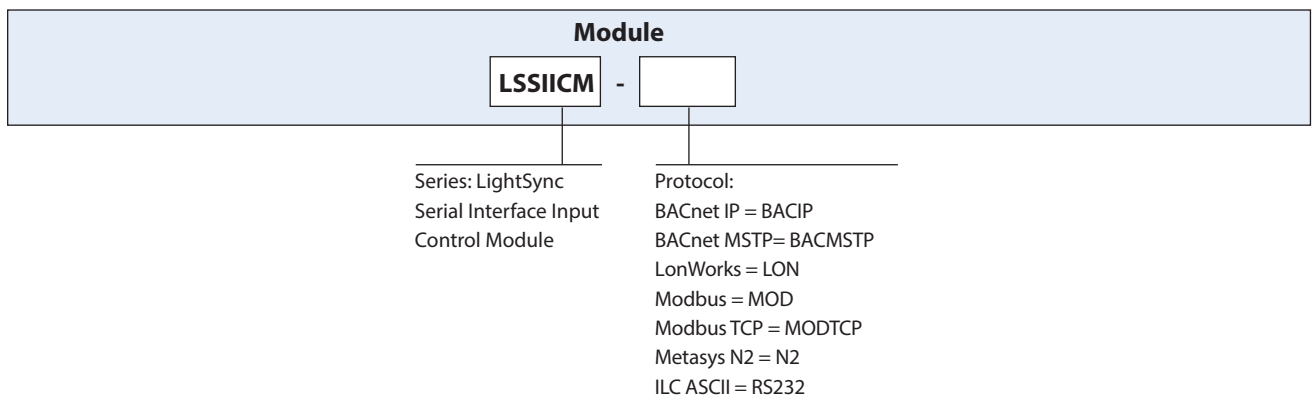 Module
LSSIICM -
Series: LightSync
Serial Interface Input
Control Module
Protocol:
BACnet IP = BACIP
BACnet MSTP= BACMSTP
LonWorks = LON
Modbus = MOD
Modbus TCP = MODTCP
Metasys N2 = N2
ILC ASCII = RS232